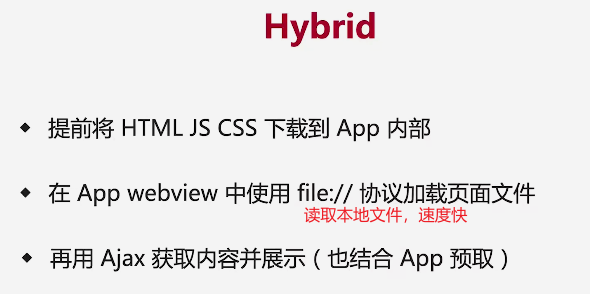 Hybrid
提前将 HTML JS CSS 下载到 App 内部
在 App webview 中使用 file:// 协议加载页面文件
读取本地文件，速度快
再用 Ajax 获取内容并展示（也结合 App 预取）